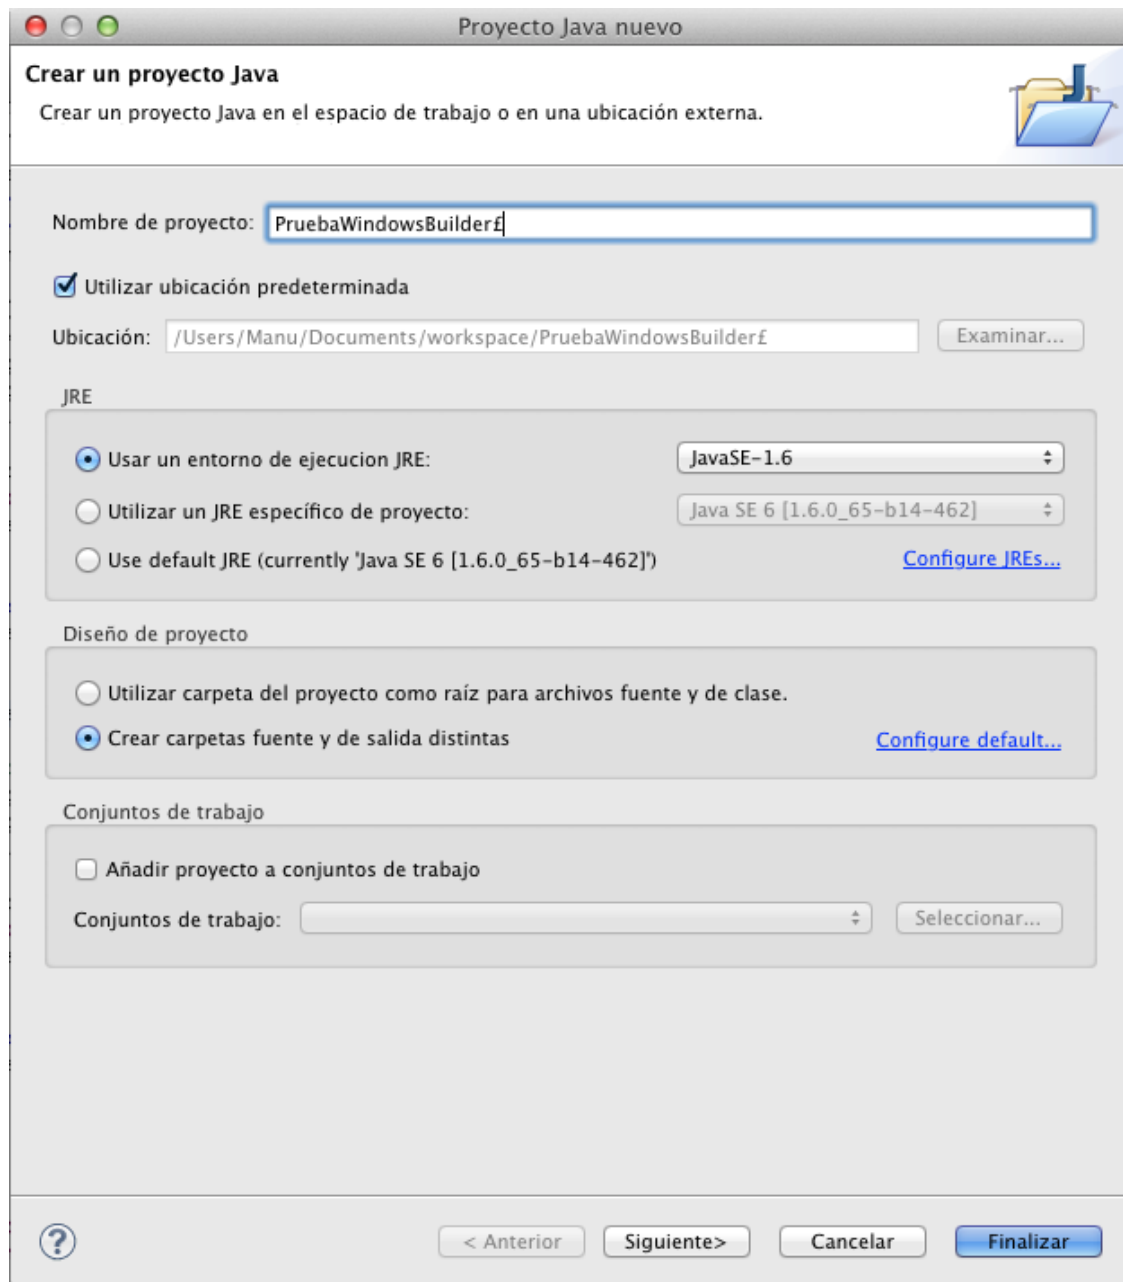 Proyecto Java nuevo
Crear un proyecto Java
Crear un proyecto Java en el espacio de trabajo o en una ubicación externa.
Nombre de proyecto: PruebaWindowsBuilder£
Utilizar ubicación predeterminada
Ubicación: /Users/Manu/Documents/workspace/PruebaWindowsBuilder£ Examinar...
JRE
Usar un entorno de ejecucion JRE: JavaSE-1.6
Utilizar un JRE específico de proyecto: Java SE 6 [1.6.0_65-b14-462]
Use default JRE (currently 'Java SE 6 [1.6.0_65-b14-462]') Configure JREs...
Diseño de proyecto
Utilizar carpeta del proyecto como raíz para archivos fuente y de clase.
Crear carpetas fuente y de salida distintas Configure default...
Conjuntos de trabajo
Añadir proyecto a conjuntos de trabajo
Conjuntos de trabajo: Seleccionar...
? < Anterior Siguiente> Cancelar Finalizar